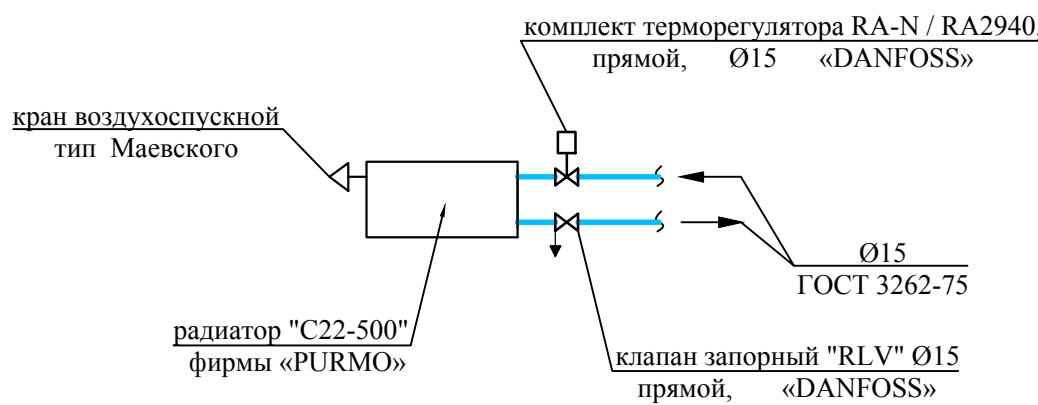 комплект терморегулятора RA-N / RA2940
прямой, Ø15 «DANFOSS»
кран воздухоспускной
тип Маевского
Ø15
ГОСТ 3262-75
радиатор "C22-500"
фирмы «PURMO»
клапан запорный "RLV" Ø15
прямой, «DANFOSS»